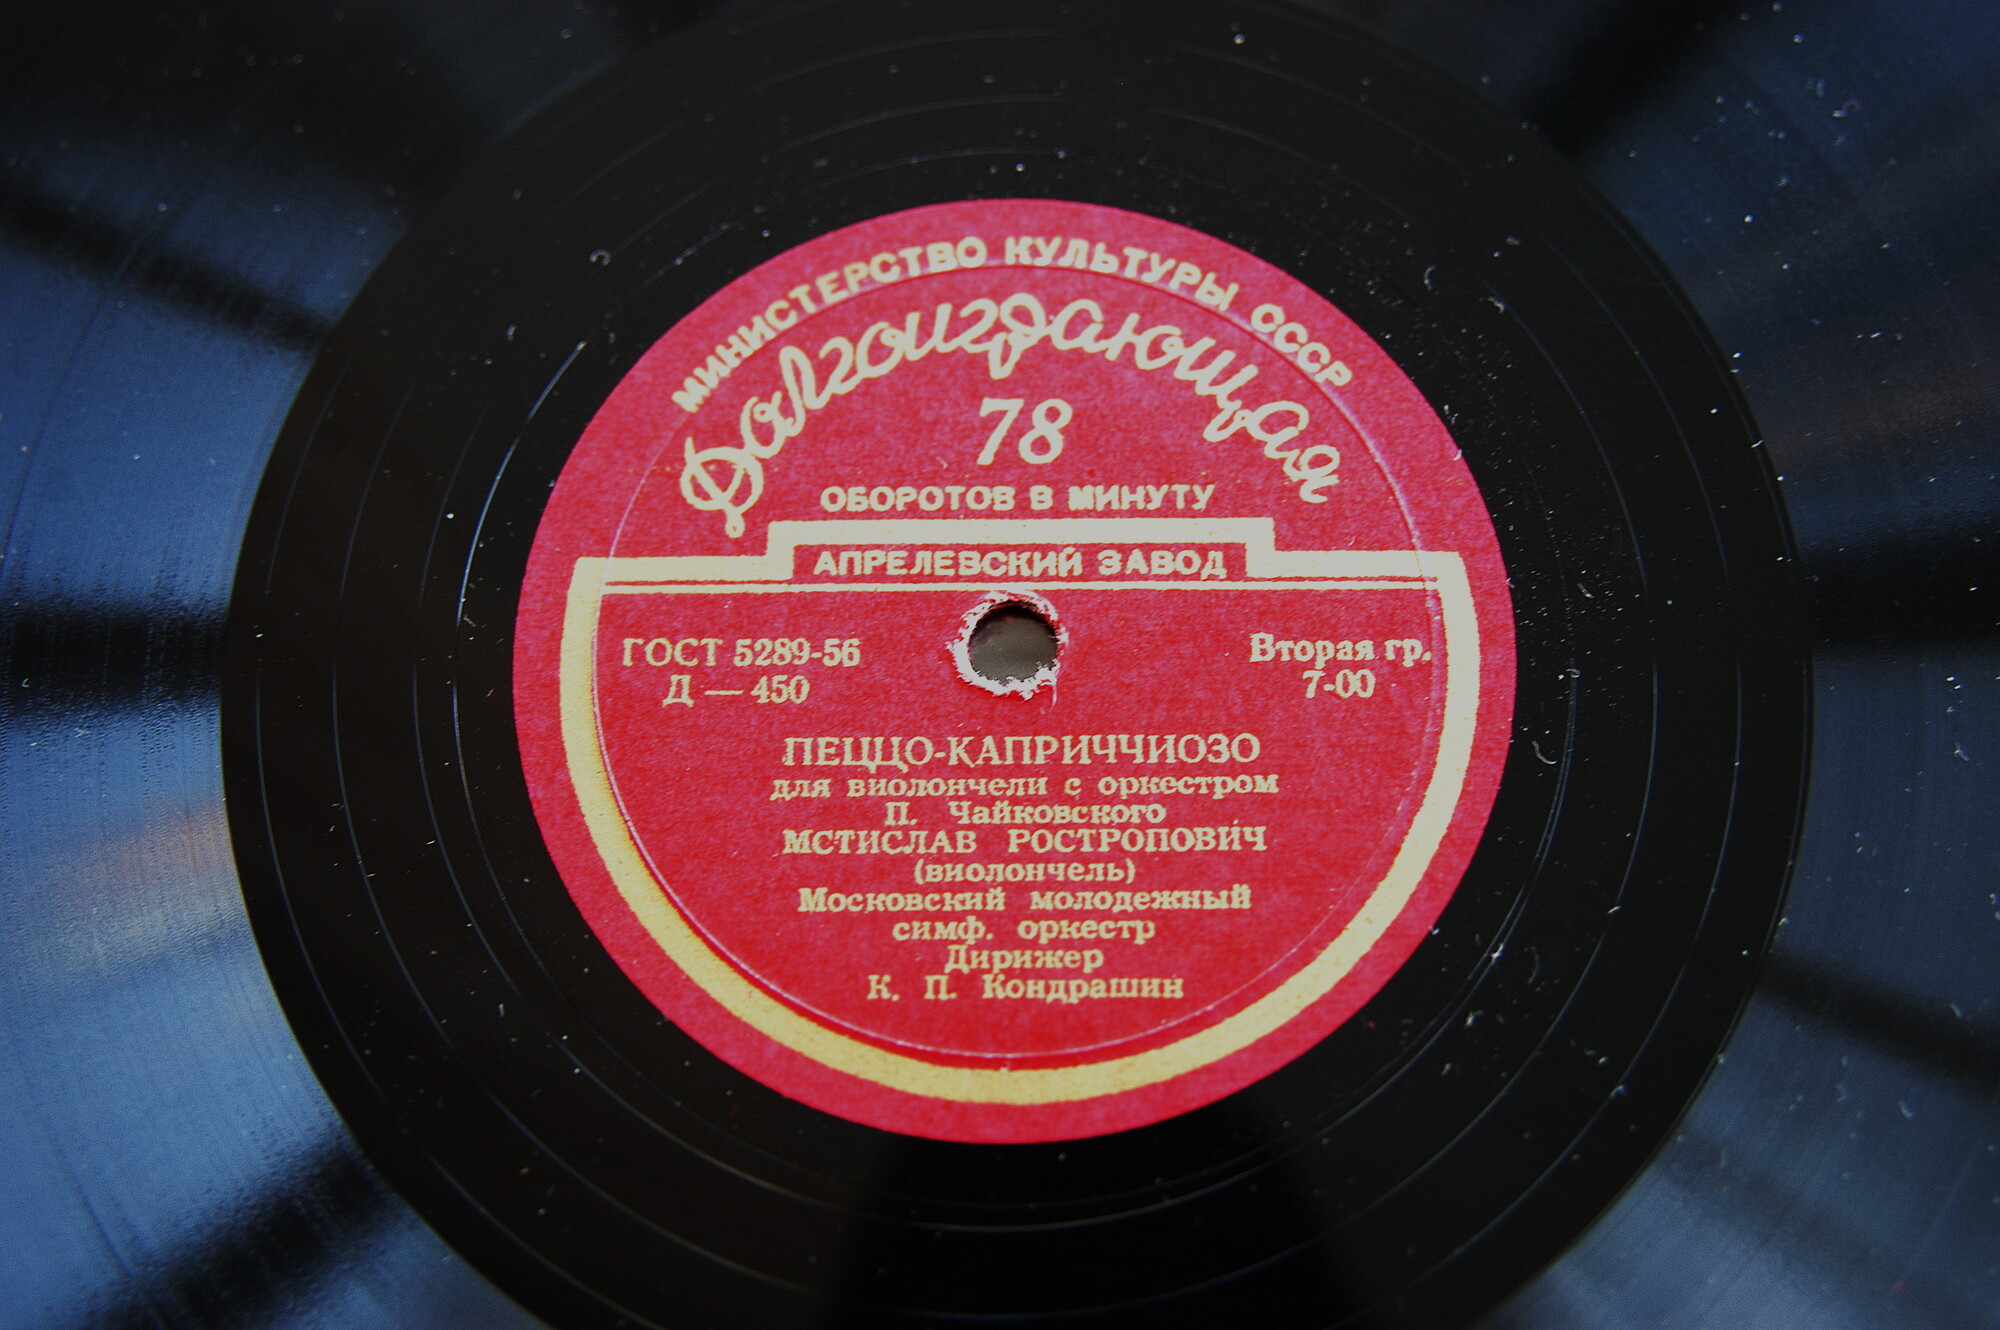 МИНИСТЕРСТВО КУЛЬТУРЫ СССР
Долгоиграющая
78
ОБОРОТОВ В МИНУТУ
АПРЕЛЕВСКИЙ ЗАВОД
ГОСТ 5289-56
Д — 450
Вторая гр.
7-00
ПЕЦЦО-КАПРИЧЧИОЗО
для виолончели с оркестром
П. Чайковского
МСТИСЛАВ РОСТРОПОВИЧ
(виолончель)
Московский молодежный
симф. оркестр
Дирижер
К. П. Кондрашин